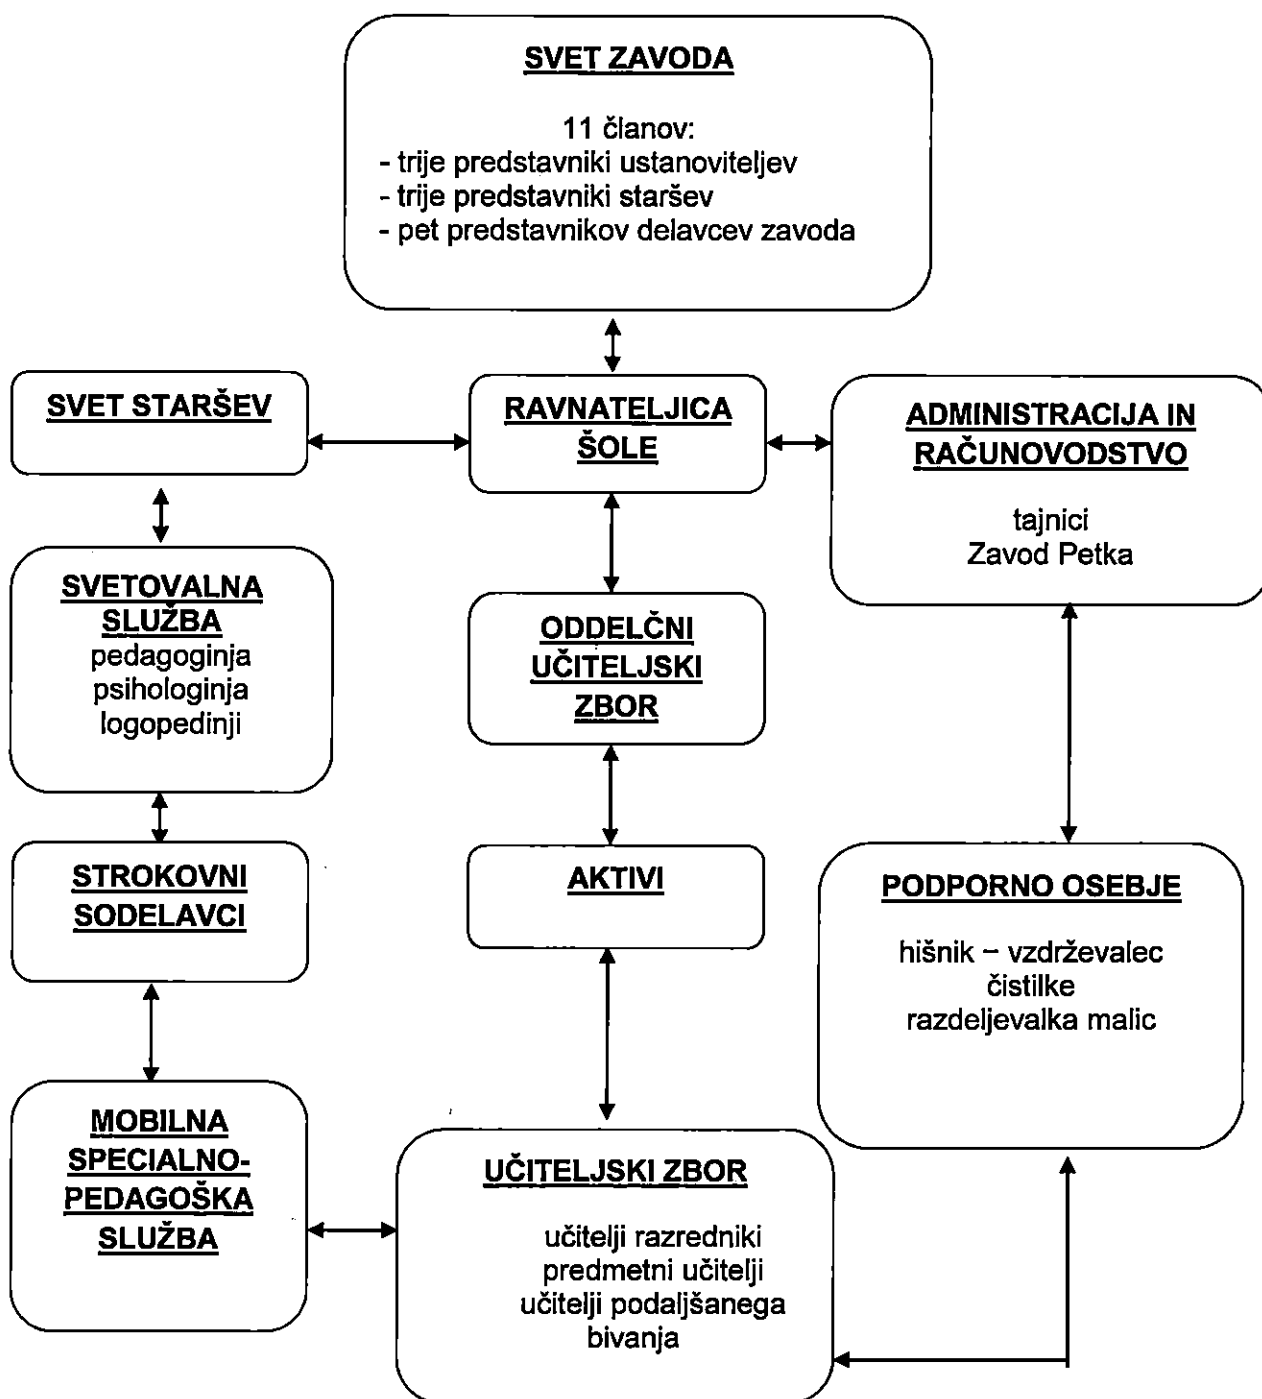 SVET ZAVODA
11 članov:
- trije predstavniki ustanoviteljev
- trije predstavniki staršev
- pet predstavnikov delavcev zavoda
SVET STARŠEV
RAVNATELJICA
ŠOLE
ADMINISTRACIJA IN
RAČUNOVODSTVO
tajnici
Zavod Petka
SVETOVALNA
SLUŽBA
pedagoginja
psihologinja
logopedinji
ODDELČNI
UČITELJSKI
ZBOR
STROKOVNI
SODELAVCI
AKTIVI
PODPORNO OSEBJE
hišnik – vzdrževalec
čistilke
razdeljevalka malic
MOBILNA
SPECIALNO-
PEDAGOŠKA
SLUŽBA
UČITELJSKI ZBOR
učitelji razredniki
predmetni učitelji
učitelji podaljšanega
bivanja